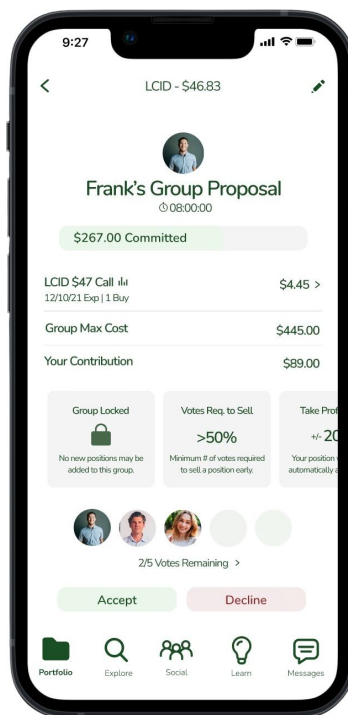 9:27
LCID - $46.83
Frank's Group Proposal
08:00:00
$267.00 Committed
LCID $47 Call
$4.45 >
12/10/21 Exp | 1 Buy
Group Max Cost
$445.00
Your Contribution
$89.00
Group Locked
No new positions may be
added to this group.
Votes Req. to Sell
>50%
Minimum # of votes required
to sell a position early.
Take Prof
+/- 20
Your position
automatically
2/5 Votes Remaining >
Accept
Decline
Portfolio
Explore
Social
Learn
Messages